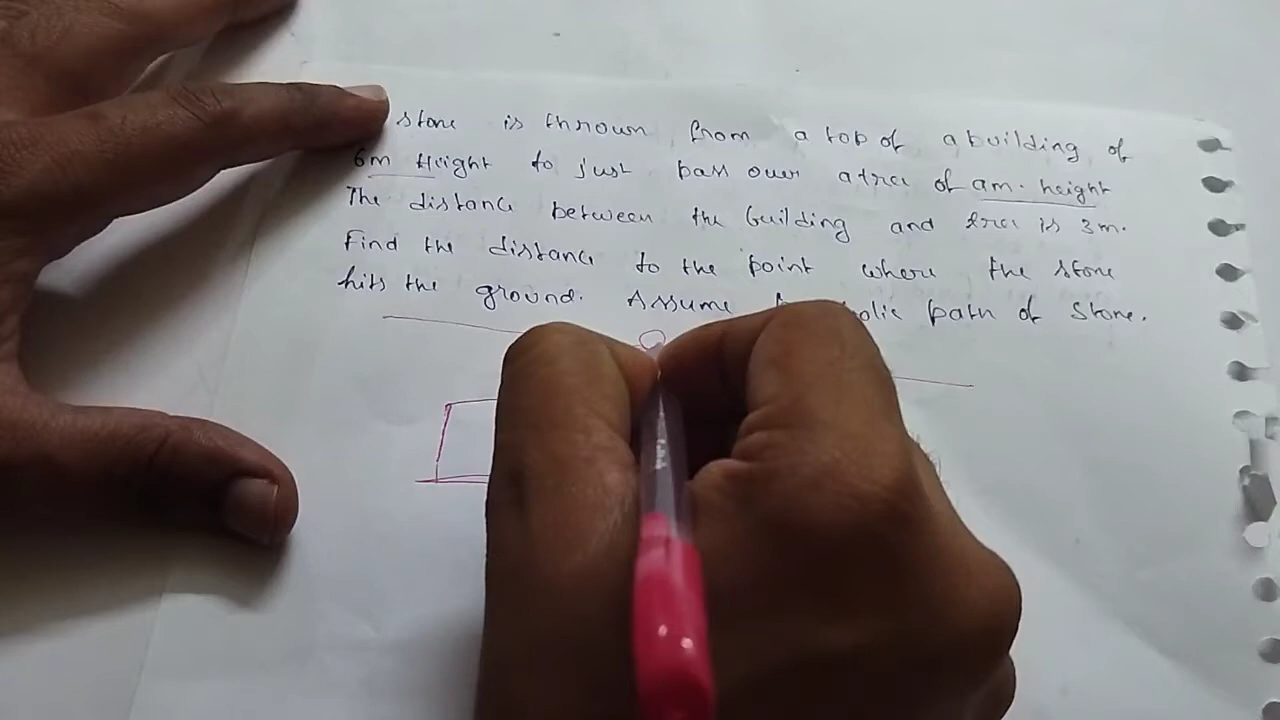 stone is thrown from a top of a building of
6m Height to just pass over a tree of am. height
The distance between the building and tree is 3m.
Find the distance to the point where the stone
hits the ground. Assume path of Stone.